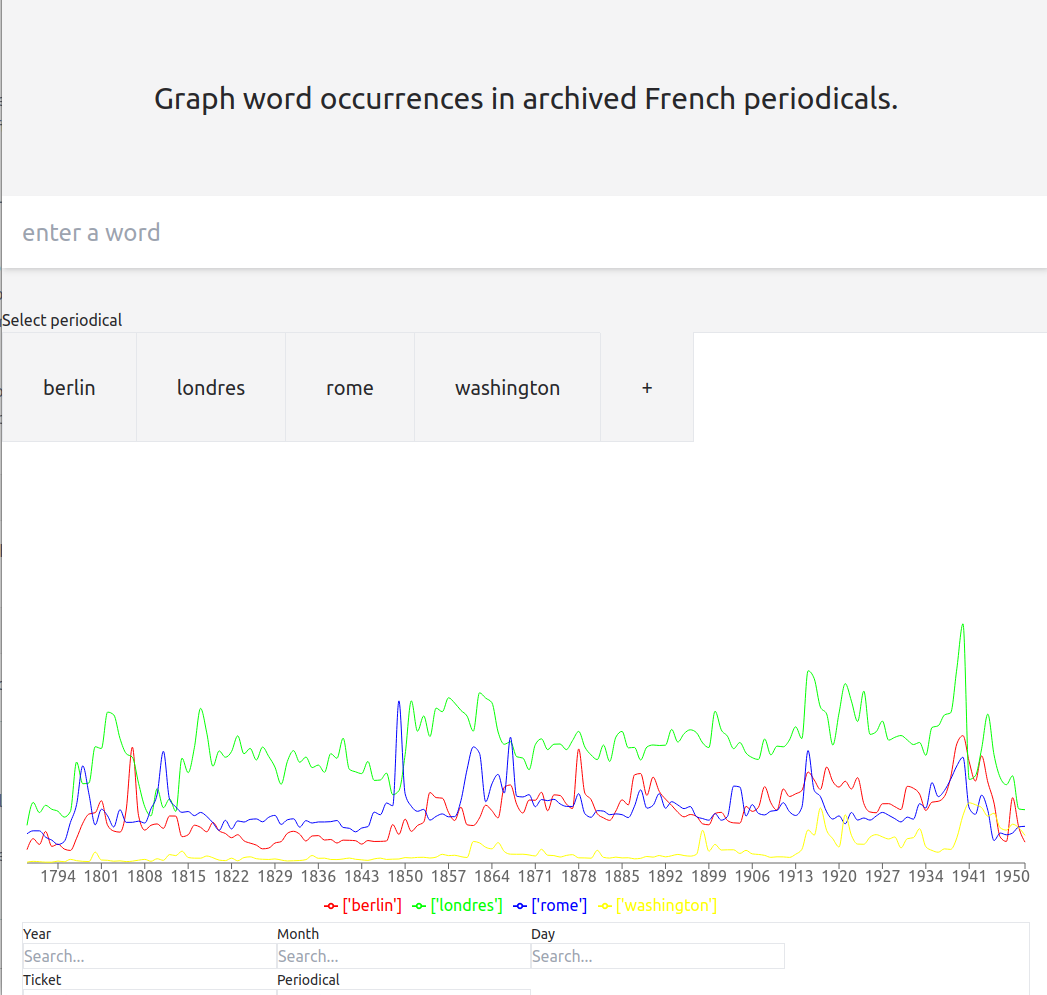 Graph word occurrences in archived French periodicals.
enter a word
Select periodical
berlin londres rome washington +
1794 1801 1808 1815 1822 1829 1836 1843 1850 1857 1864 1871 1878 1885 1892 1899 1906 1913 1920 1927 1934 1941 1950
['berlin'] ['londres'] ['rome'] ['washington']
Year Month Day
Search... Search... Search...
Ticket Periodical